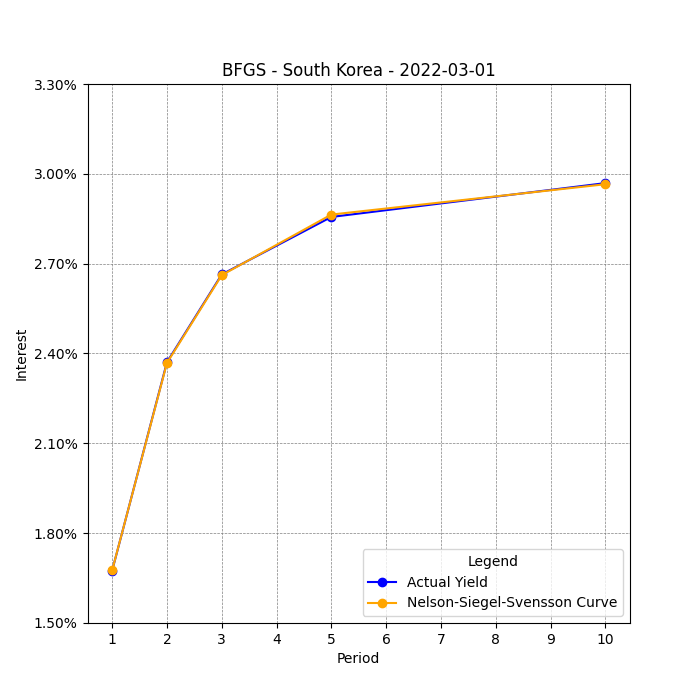 BFGS - South Korea - 2022-03-01
3.30%
3.00%
2.70%
2.40%
2.10%
1.80%
1.50%
Interest
1 2 3 4 5 6 7 8 9 10
Period
Legend
Actual Yield
Nelson-Siegel-Svensson Curve